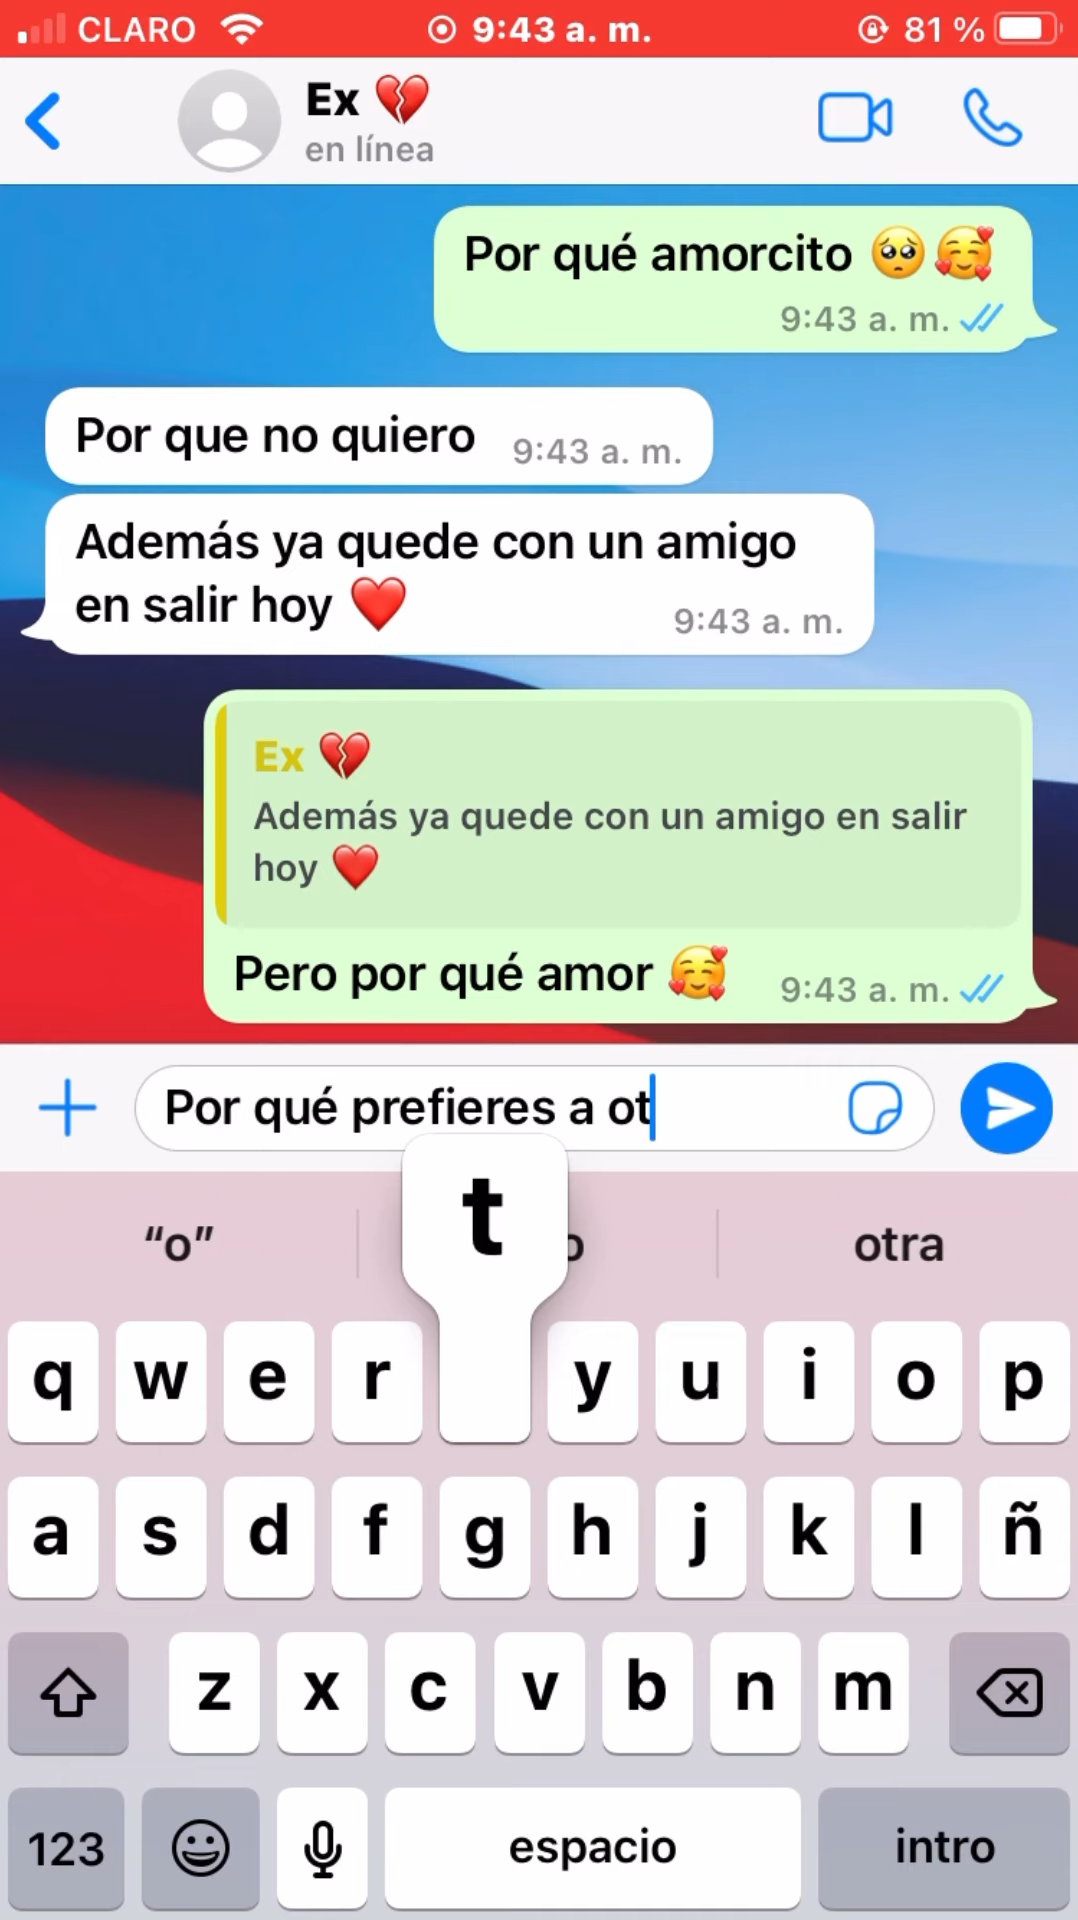 CLARO 9:43 a. m. 81 %
Ex 💔
en línea
Por qué amorcito 🥺🥰
9:43 a. m.
Por que no quiero 9:43 a. m.
Además ya quede con un amigo
en salir hoy ❤️ 9:43 a. m.
Ex 💔
Además ya quede con un amigo en salir
hoy ❤️
Pero por qué amor 🥰 9:43 a. m.
Por qué prefieres a ot
“o” otra
t
q w e r y u i o p
a s d f g h j k l ñ
z x c v b n m
123 espacio intro